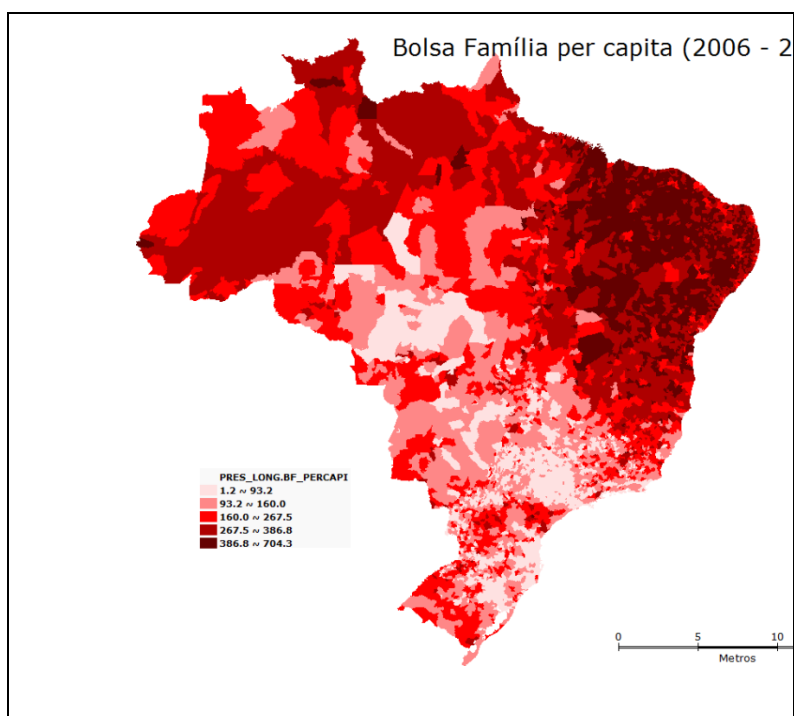 Bolsa Família per capita (2006 - 2
PRES_LONG.BF_PERCAPI
1.2 ~ 93.2
93.2 ~ 160.0
160.0 ~ 267.5
267.5 ~ 386.8
386.8 ~ 704.3
0 5 10
Metros